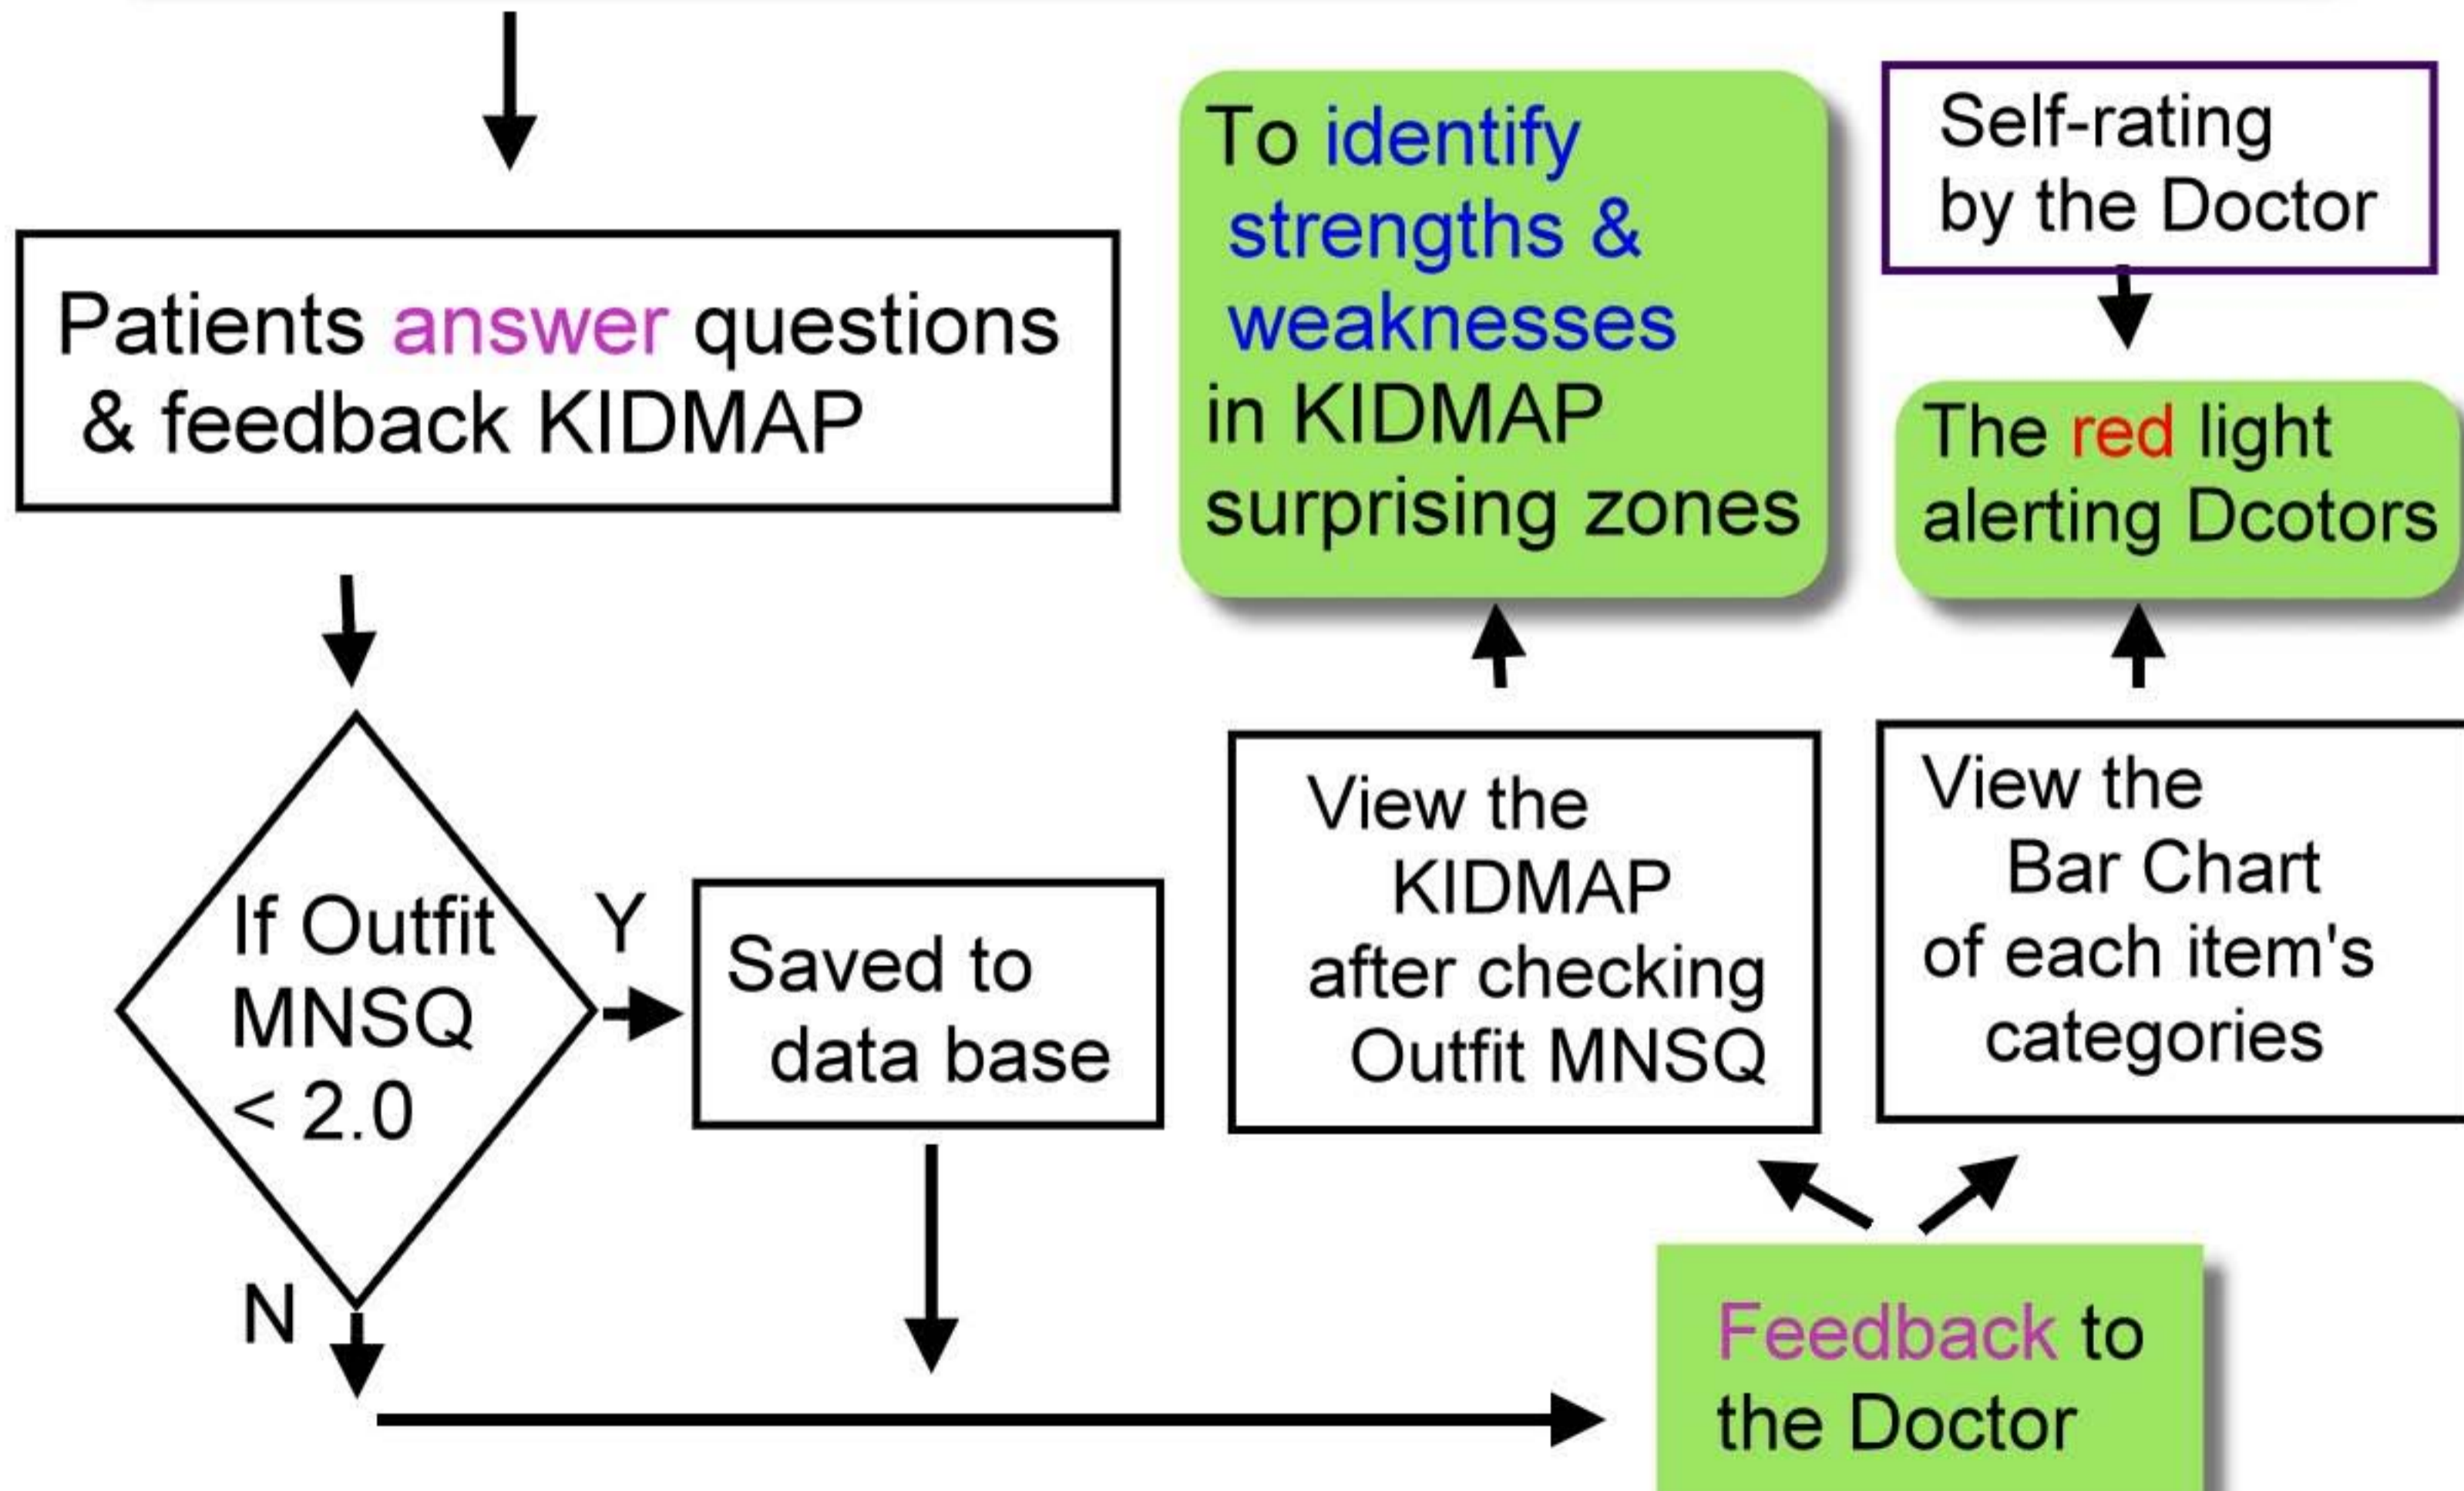 Patients answer questions
& feedback KIDMAP
To identify
strengths &
weaknesses
in KIDMAP
surprising zones
Self-rating
by the Doctor
The red light
alerting Dcotors
If Outfit
MNSQ
< 2.0
Y
N
Saved to
data base
View the
KIDMAP
after checking
Outfit MNSQ
View the
Bar Chart
of each item's
categories
Feedback to
the Doctor